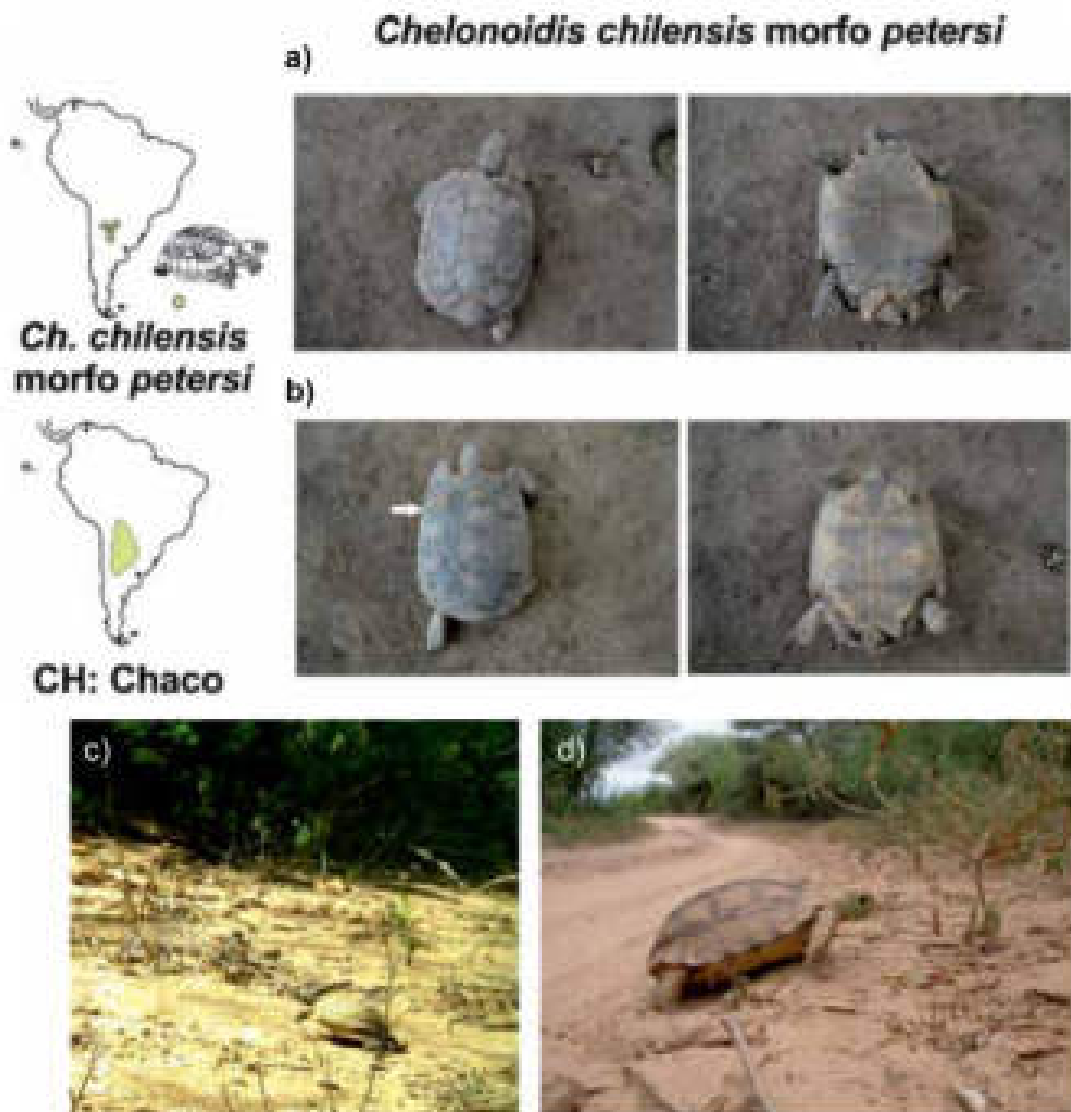 Chelonoidis chilensis morfo petersi
a)
Ch. chilensis
morfo petersi
b)
CH: Chaco
c)
d)